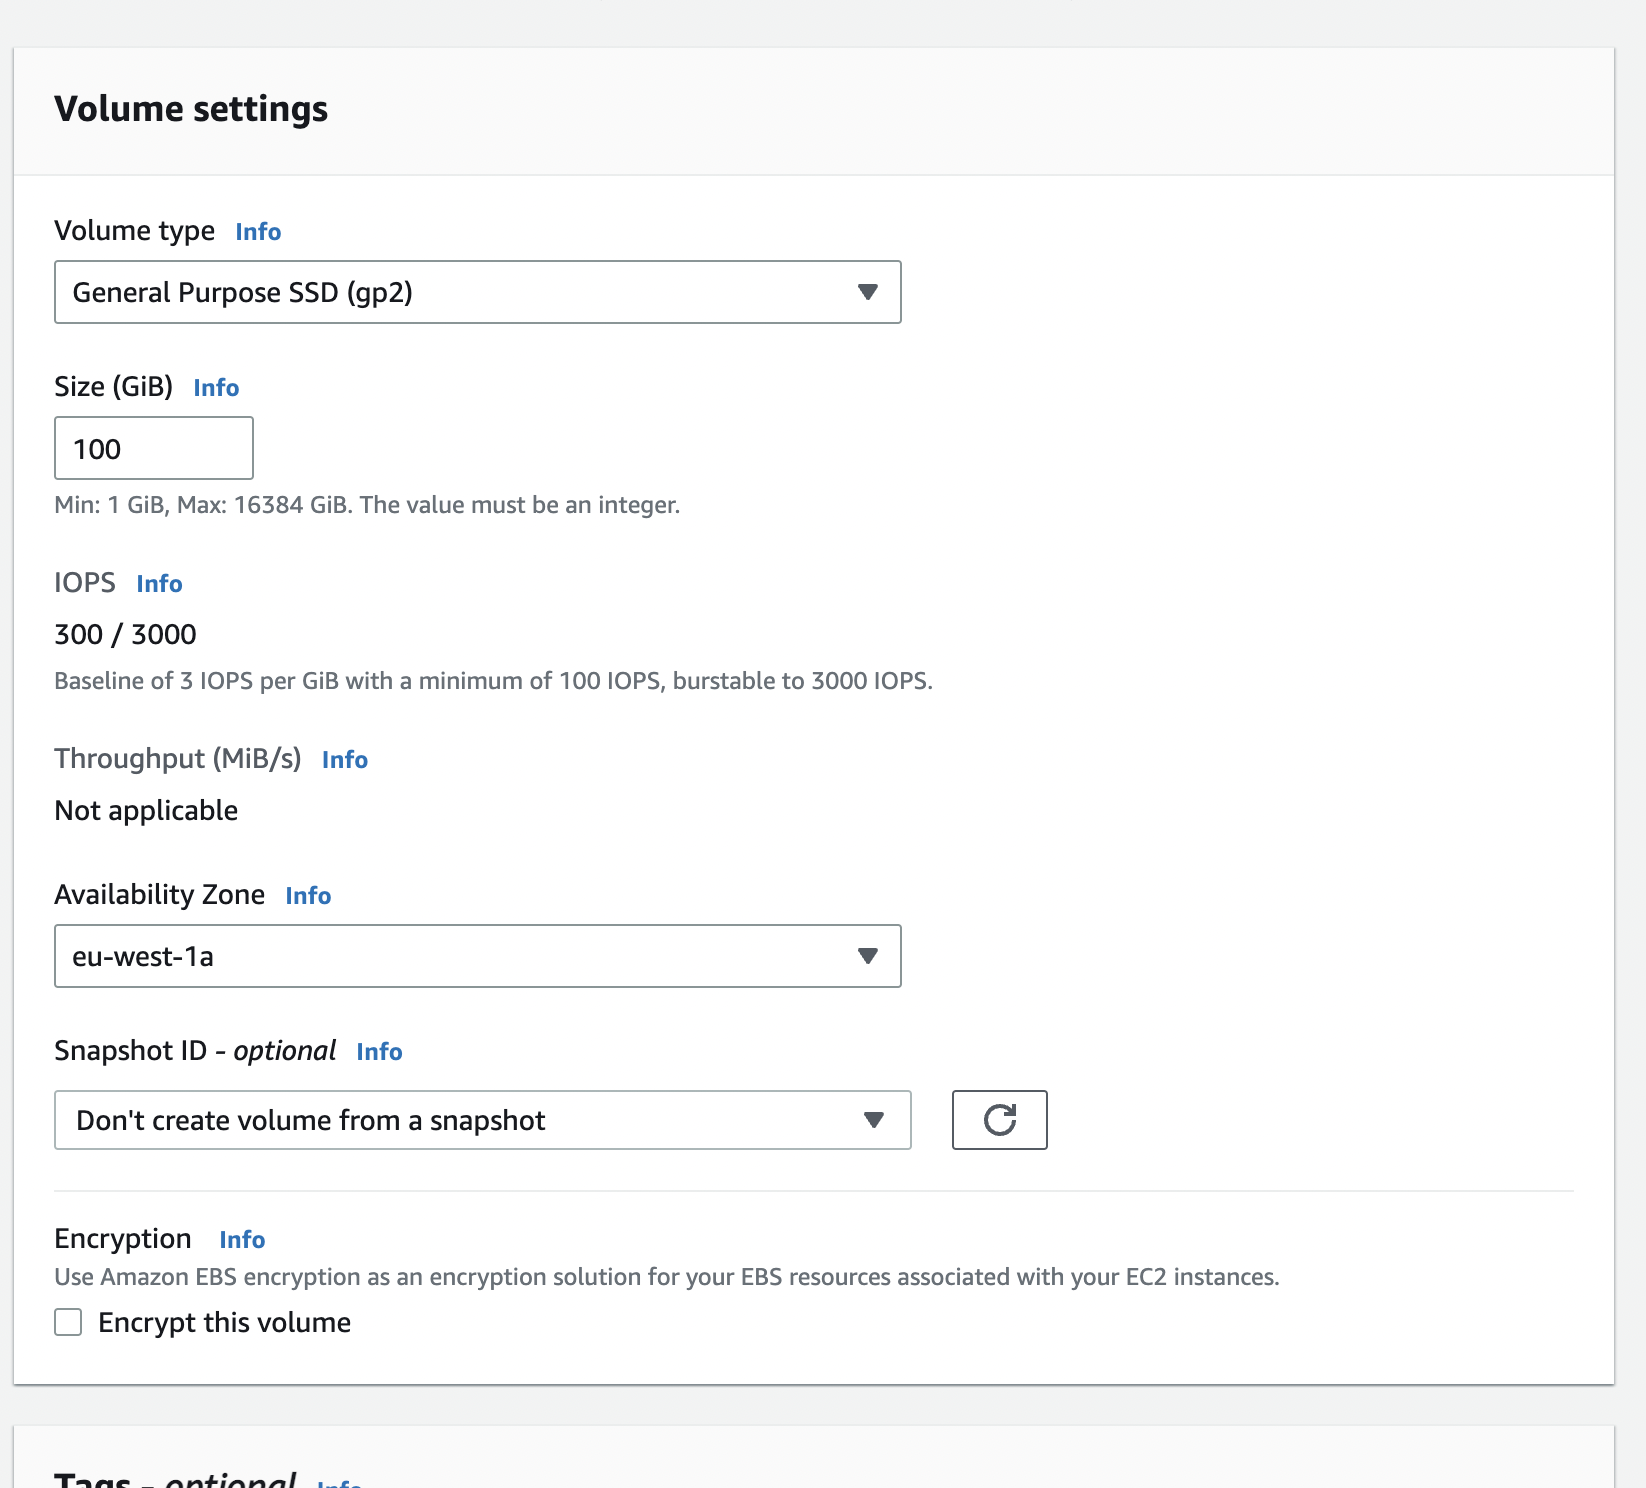 Volume settings
Volume type Info
General Purpose SSD (gp2)
Size (GiB) Info
100
Min: 1 GiB, Max: 16384 GiB. The value must be an integer.
IOPS Info
300 / 3000
Baseline of 3 IOPS per GiB with a minimum of 100 IOPS, burstable to 3000 IOPS.
Throughput (MiB/s) Info
Not applicable
Availability Zone Info
eu-west-1a
Snapshot ID - optional Info
Don't create volume from a snapshot
Encryption Info
Use Amazon EBS encryption as an encryption solution for your EBS resources associated with your EC2 instances.
Encrypt this volume
Tags - optional Info